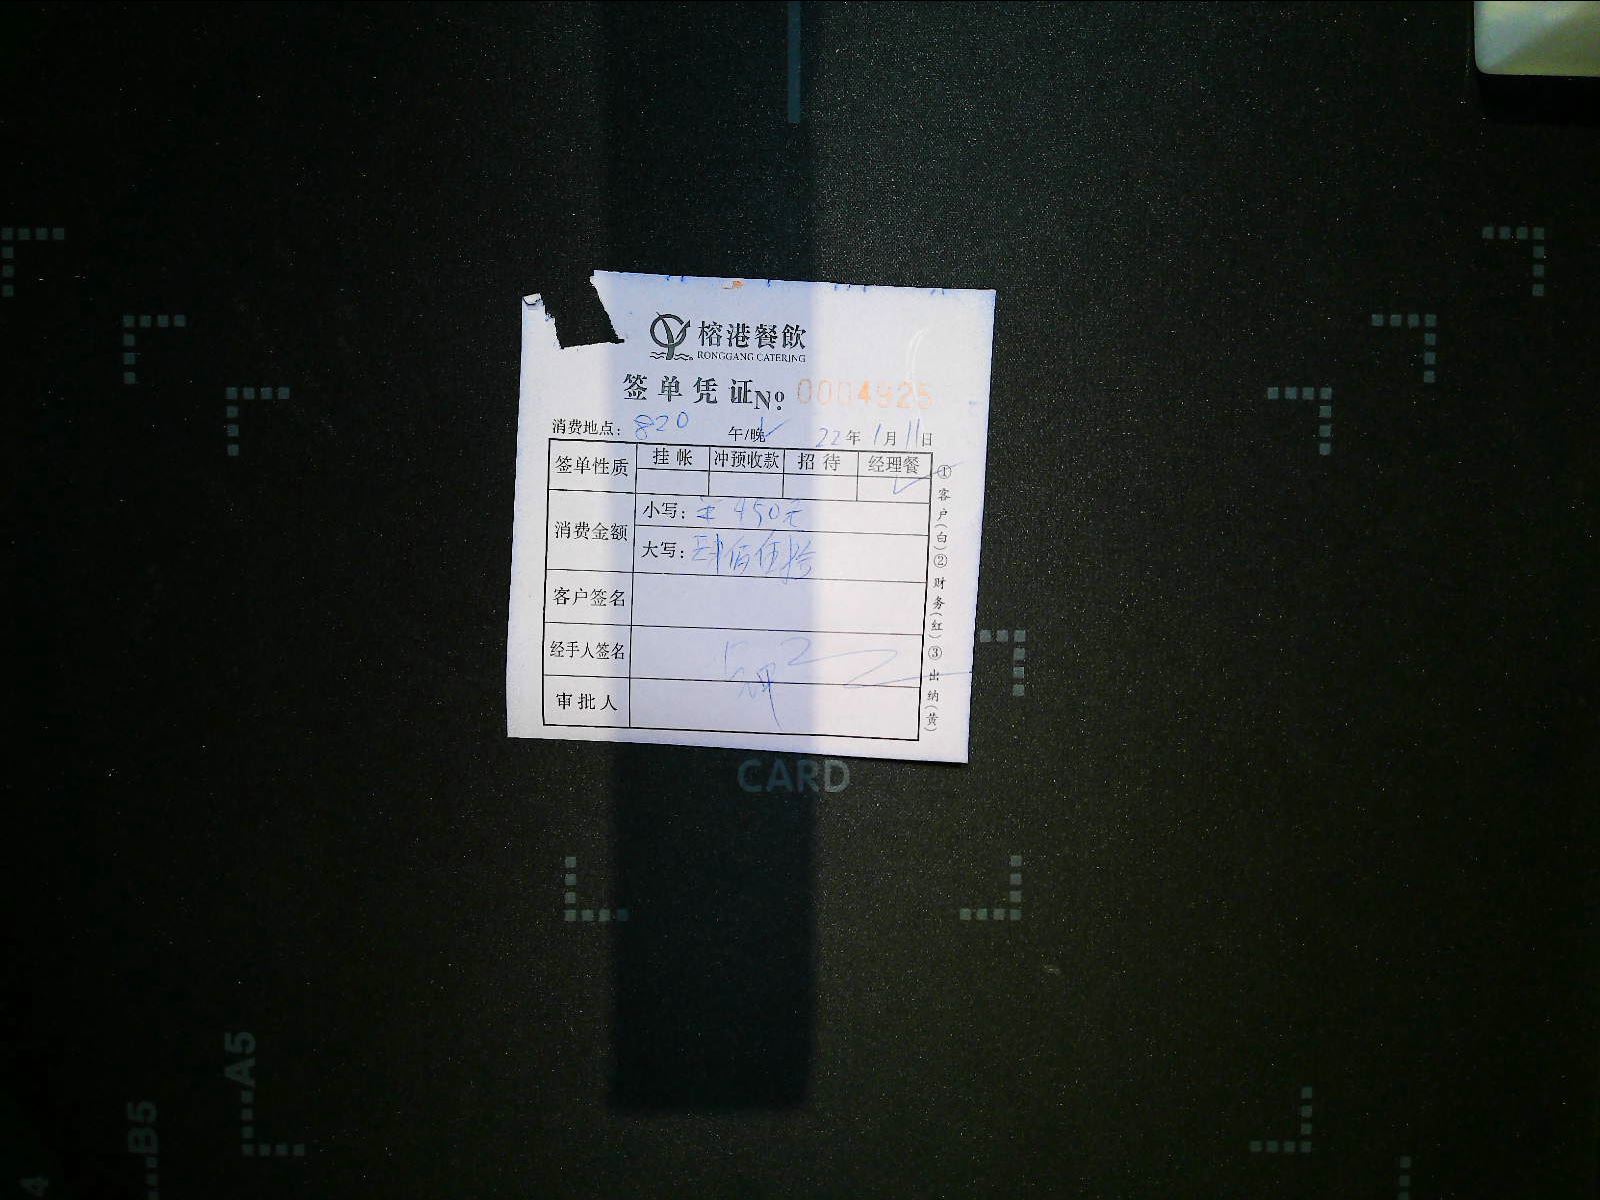 榕港餐飲
RONGGANG CATERING
签单凭证 No: 0004925
消费地点: 820 午/晚 22年1月11日
签单性质 挂帐 冲预收款 招待 经理餐
消费金额 小写: ¥450元
大写: 肆佰伍拾
客户签名
经手人签名
审批人
①客户(白)②财务(红)③出纳(黄)
CARD
A5
B5
4